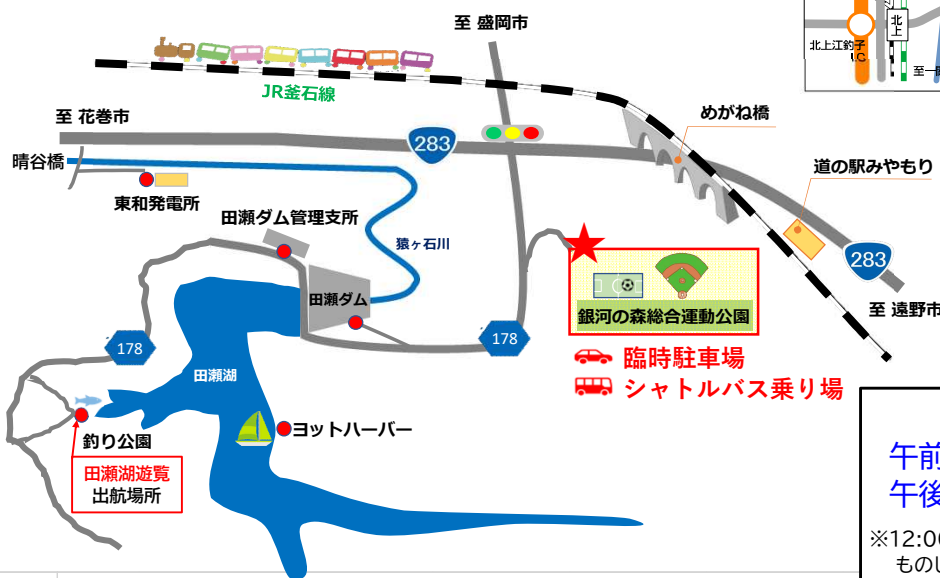 至 盛岡市
北上
北上江釣子
I.C
JR釜石線
めがね橋
至 花巻市
283
晴谷橋
道の駅みやもり
東和発電所
田瀬ダム管理支所
猿ヶ石川
283
田瀬ダム
至 遠野市
銀河の森総合運動公園
178
178
臨時駐車場
田瀬湖
シャトルバス乗り場
ヨットハーバー
釣り公園
田瀬湖遊覧
出航場所
午前
午後
※12:0